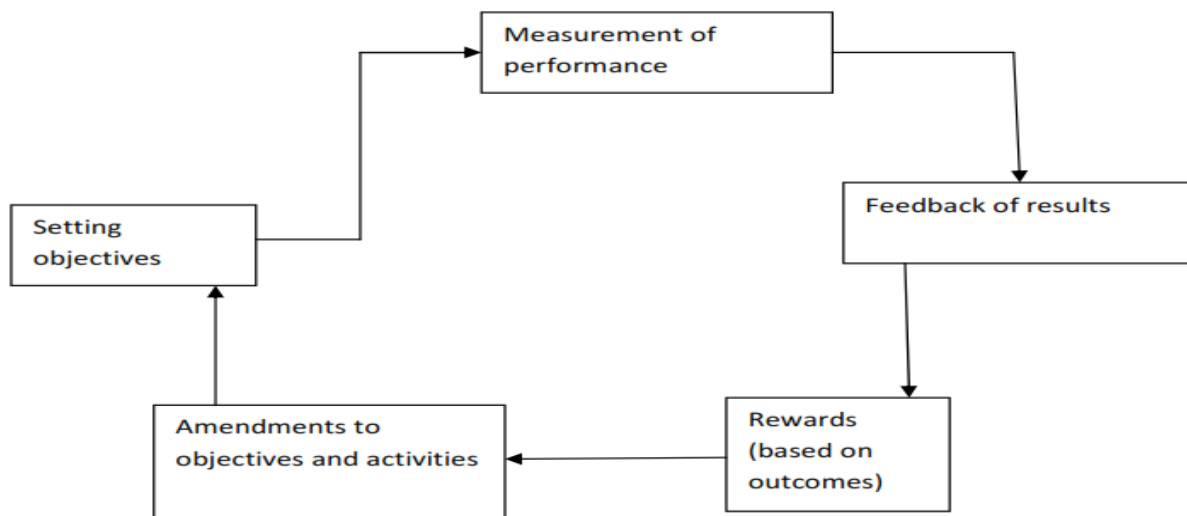 Measurement of
performance
Feedback of results
Setting
objectives
Rewards
(based on
outcomes)
Amendments to
objectives and activities